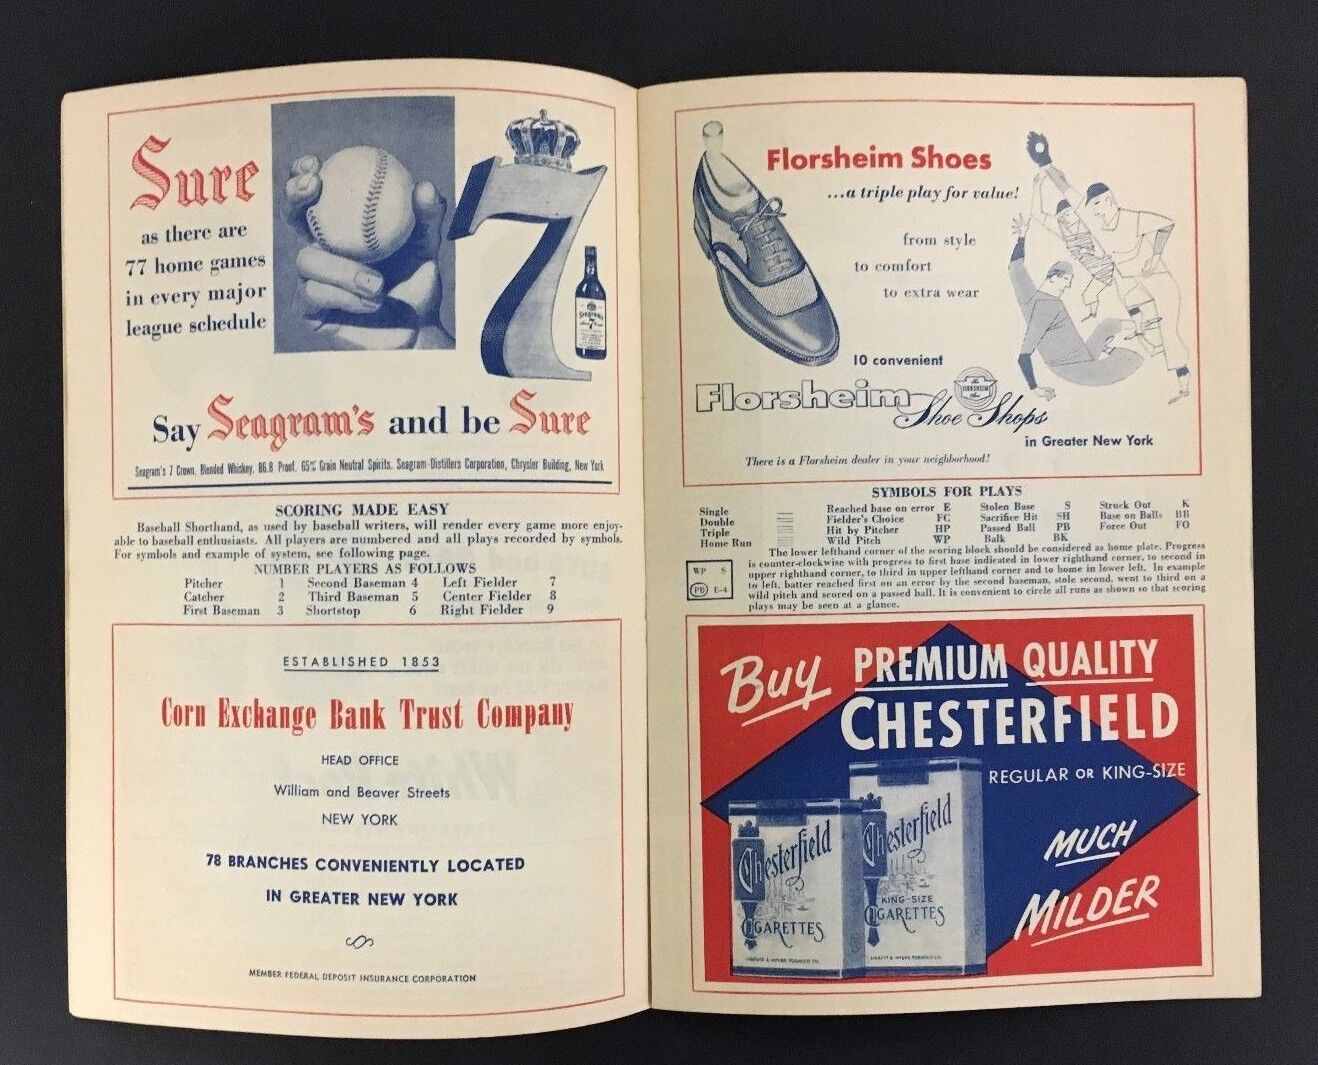 Sure
as there are
77 home games
in every major
league schedule
7
Seagram's
7
Say Seagram's and be Sure
Seagram's 7 Crown. Blended Whiskey. 86.8 Proof. 65% Grain Neutral Spirits. Seagram-Distillers Corporation, Chrysler Building, New York
SCORING MADE EASY
Baseball Shorthand, as used by baseball writers, will render every game more enjoy-
able to baseball enthusiasts. All players are numbered and all plays recorded by symbols.
For symbols and example of system, see following page.
NUMBER PLAYERS AS FOLLOWS
Pitcher 1 Second Baseman 4 Left Fielder 7
Catcher 2 Third Baseman 5 Center Fielder 8
First Baseman 3 Shortstop 6 Right Fielder 9
ESTABLISHED 1853
Corn Exchange Bank Trust Company
HEAD OFFICE
William and Beaver Streets
NEW YORK
78 BRANCHES CONVENIENTLY LOCATED
IN GREATER NEW YORK
MEMBER FEDERAL DEPOSIT INSURANCE CORPORATION
Florsheim Shoes
...a triple play for value!
from style
to comfort
to extra wear
10 convenient
Florsheim Shoe Shops
in Greater New York
There is a Florsheim dealer in your neighborhood!
SYMBOLS FOR PLAYS
Single Reached base on error E Stolen Base S Struck Out K
Double Fielder's Choice FC Sacrifice Hit SH Base on Balls BB
Triple Hit by Pitcher HP Passed Ball PB Force Out FO
Home Run Wild Pitch WP Balk BK
WP S
PB E-4
The lower lefthand corner of the scoring block should be considered as home plate. Progress
is counter-clockwise with progress to first base indicated in lower righthand corner, to second in
upper righthand corner, to third in upper lefthand corner and to home in lower left. In example
to left, batter reached first on an error by the second baseman, stole second, went to third on a
wild pitch and scored on a passed ball. It is convenient to circle all runs as shown so that scoring
plays may be seen at a glance.
Buy PREMIUM QUALITY
CHESTERFIELD
REGULAR OR KING-SIZE
MUCH
MILDER
Chesterfield
CIGARETTES
LIGGETT & MYERS TOBACCO CO.
Chesterfield
KING-SIZE
CIGARETTES
LIGGETT & MYERS TOBACCO CO.